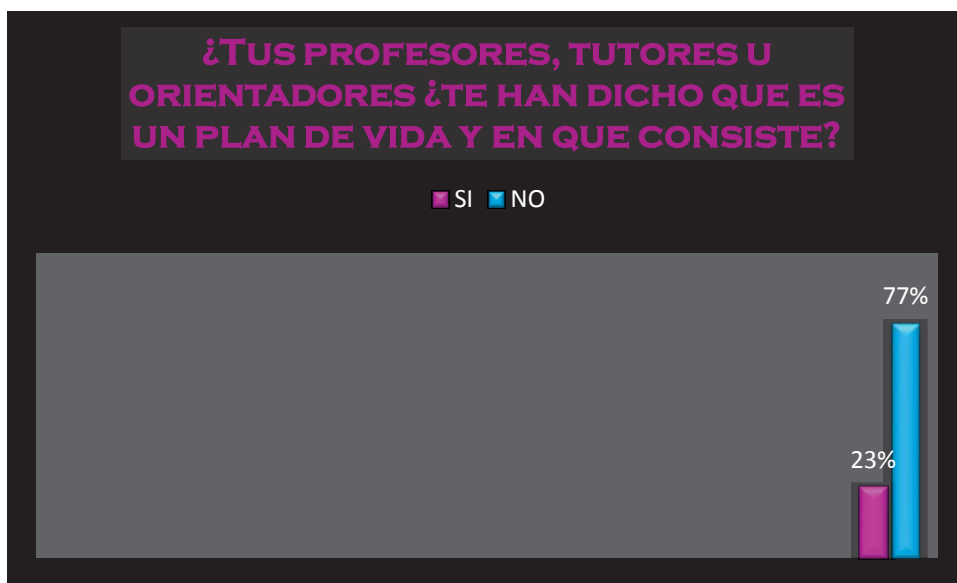 ¿Tus profesores, tutores u
orientadores ¿te han dicho que es
un plan de vida y en que consiste?
SI NO
77%
23%